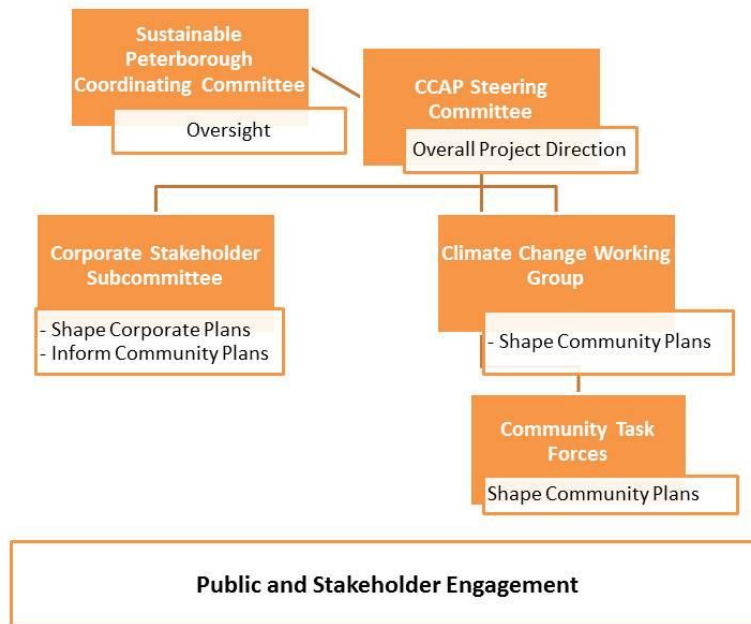 Sustainable
Peterborough
Coordinating Committee
Oversight
CCAP Steering
Committee
Overall Project Direction
Corporate Stakeholder
Subcommittee
- Shape Corporate Plans
- Inform Community Plans
Climate Change Working
Group
- Shape Community Plans
Community Task
Forces
Shape Community Plans
Public and Stakeholder Engagement